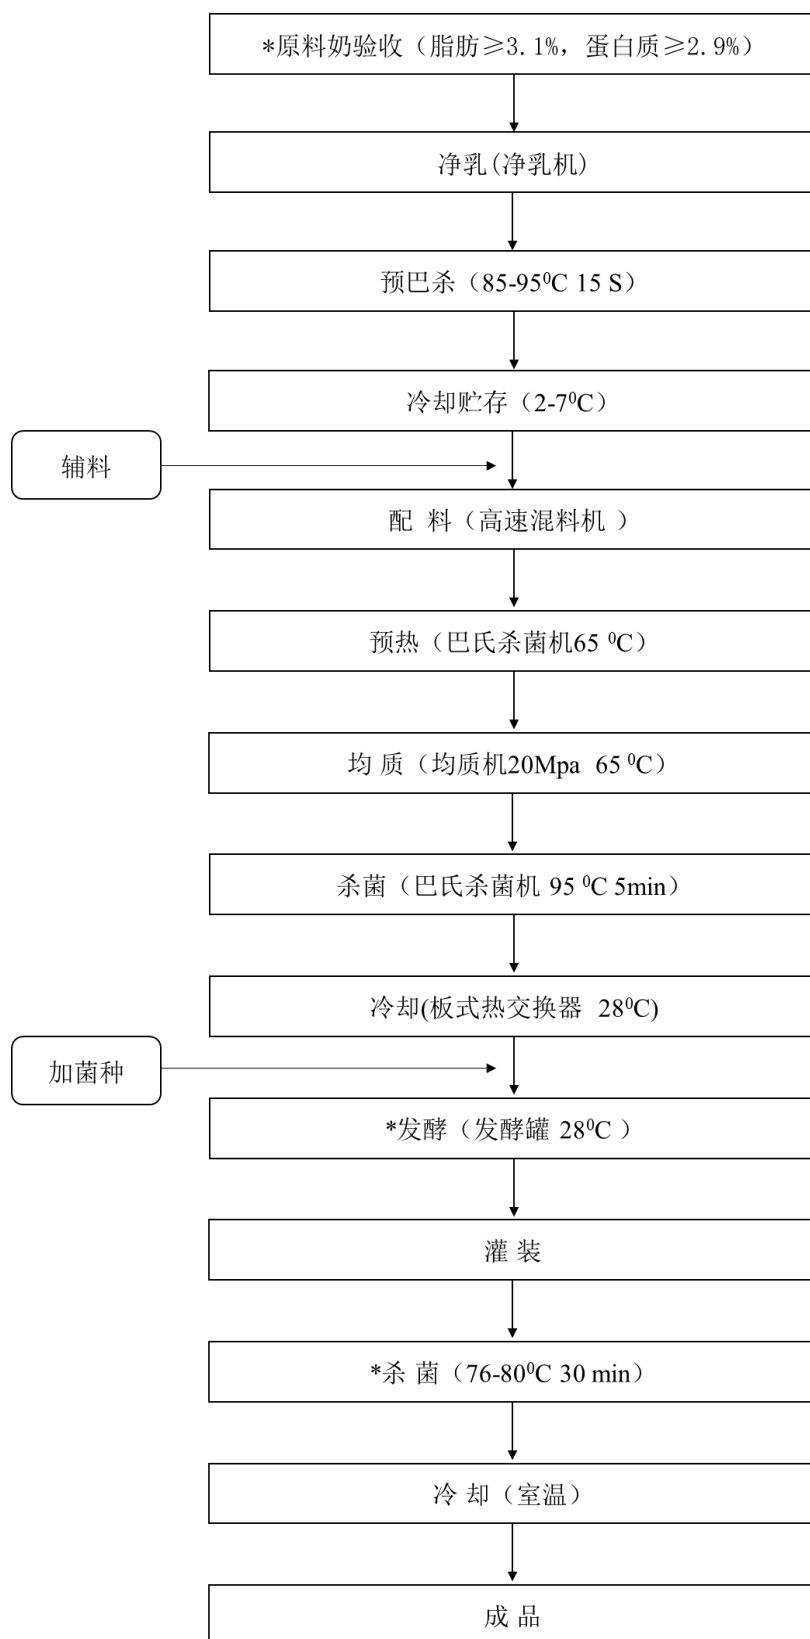 *原料奶验收（脂肪≥3.1%，蛋白质≥2.9%）
净乳(净乳机)
预巴杀（85-95⁰C 15 S）
冷却贮存（2-7⁰C）
辅料
配 料（高速混料机 ）
预热（巴氏杀菌机65 ⁰C）
均 质（均质机20Mpa 65 ⁰C）
杀菌（巴氏杀菌机 95 ⁰C 5min）
冷却(板式热交换器 28⁰C)
加菌种
*发酵（发酵罐 28⁰C ）
灌 装
*杀 菌（76-80⁰C 30 min）
冷 却（室温）
成 品